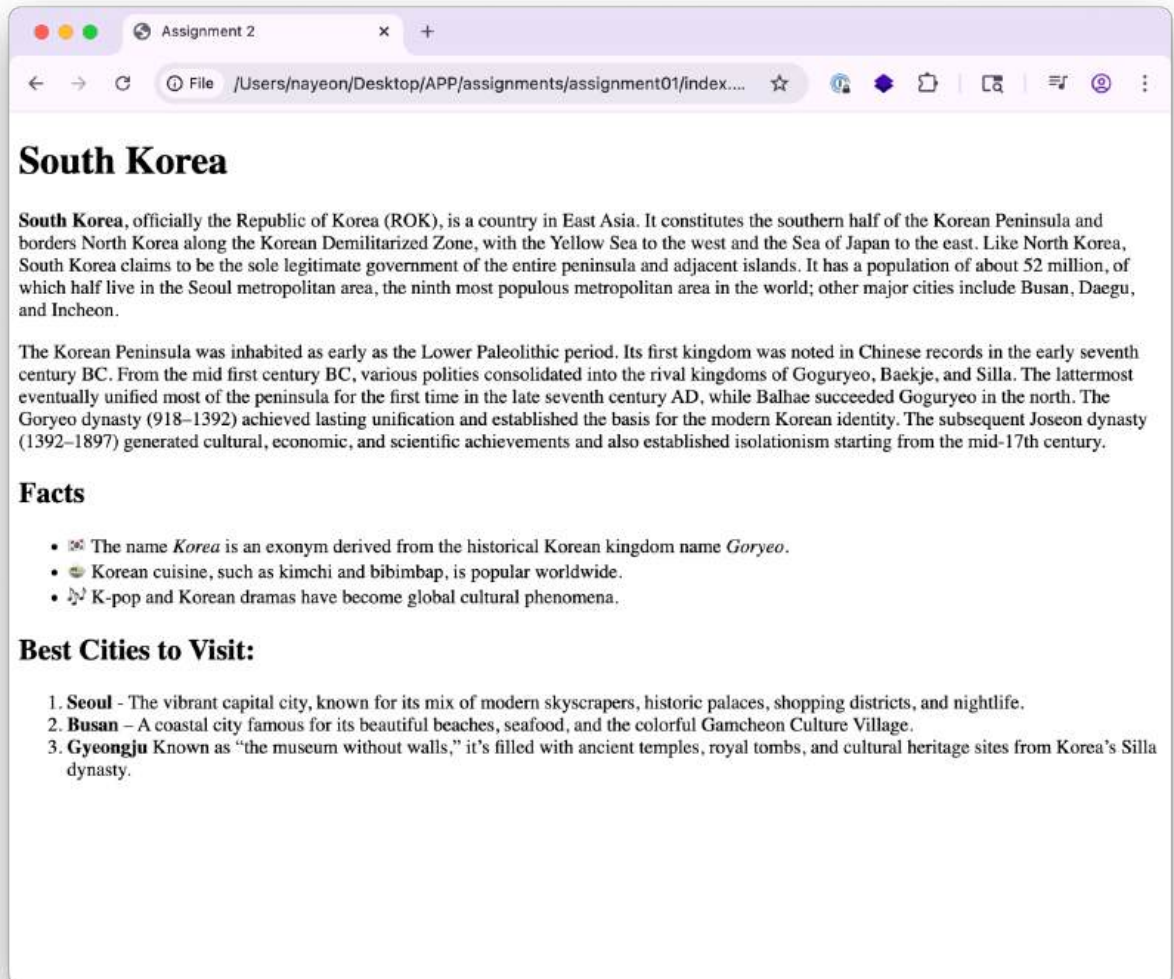 Assignment 2
File /Users/nayeon/Desktop/APP/assignments/assignment01/index....
South Korea
South Korea, officially the Republic of Korea (ROK), is a country in East Asia. It constitutes the southern half of the Korean Peninsula and
borders North Korea along the Korean Demilitarized Zone, with the Yellow Sea to the west and the Sea of Japan to the east. Like North Korea,
South Korea claims to be the sole legitimate government of the entire peninsula and adjacent islands. It has a population of about 52 million, of
which half live in the Seoul metropolitan area, the ninth most populous metropolitan area in the world; other major cities include Busan, Daegu,
and Incheon.
The Korean Peninsula was inhabited as early as the Lower Paleolithic period. Its first kingdom was noted in Chinese records in the early seventh
century BC. From the mid first century BC, various polities consolidated into the rival kingdoms of Goguryeo, Baekje, and Silla. The lattermost
eventually unified most of the peninsula for the first time in the late seventh century AD, while Balhae succeeded Goguryeo in the north. The
Goryeo dynasty (918–1392) achieved lasting unification and established the basis for the modern Korean identity. The subsequent Joseon dynasty
(1392–1897) generated cultural, economic, and scientific achievements and also established isolationism starting from the mid-17th century.
Facts
• 🇰🇷 The name Korea is an exonym derived from the historical Korean kingdom name Goryeo.
• 🍲 Korean cuisine, such as kimchi and bibimbap, is popular worldwide.
• 🎶 K-pop and Korean dramas have become global cultural phenomena.
Best Cities to Visit:
1. Seoul - The vibrant capital city, known for its mix of modern skyscrapers, historic palaces, shopping districts, and nightlife.
2. Busan – A coastal city famous for its beautiful beaches, seafood, and the colorful Gamcheon Culture Village.
3. Gyeongju Known as “the museum without walls,” it’s filled with ancient temples, royal tombs, and cultural heritage sites from Korea’s Silla
dynasty.